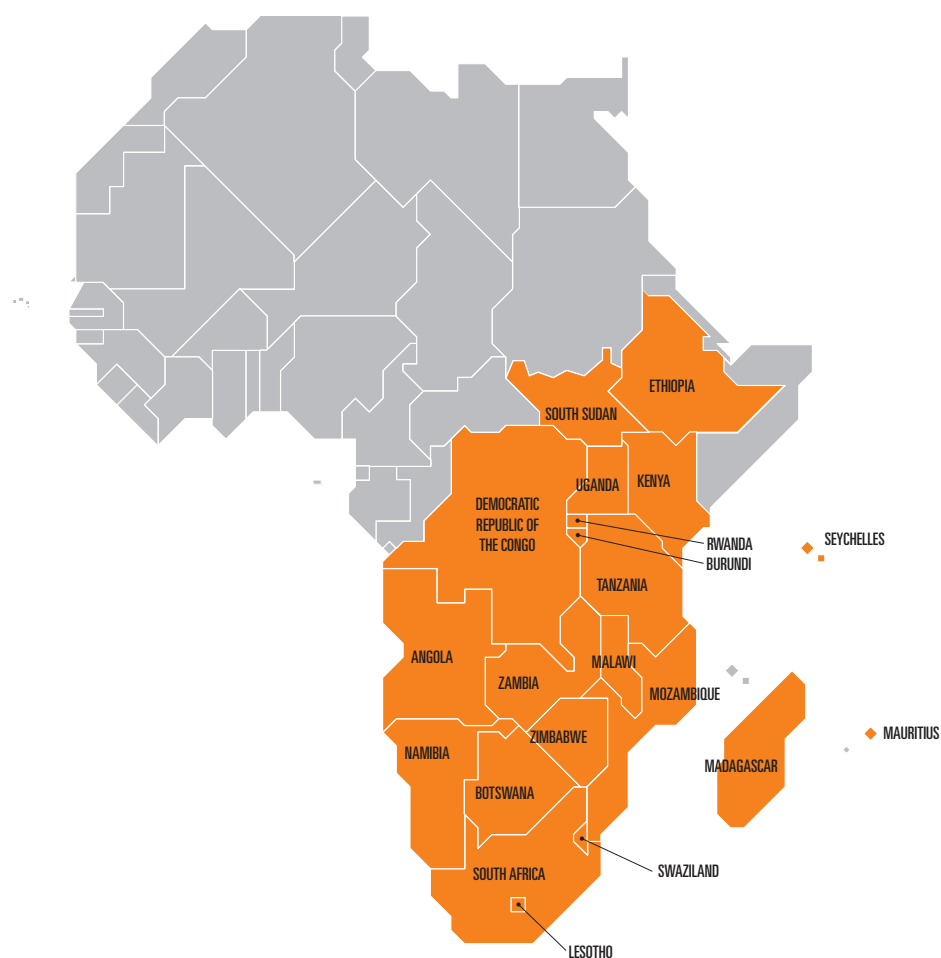 ETHIOPIA
SOUTH SUDAN
UGANDA
KENYA
DEMOCRATIC
REPUBLIC OF
THE CONGO
RWANDA
BURUNDI
SEYCHELLES
TANZANIA
ANGOLA
MALAWI
ZAMBIA
MOZAMBIQUE
MAURITIUS
ZIMBABWE
NAMIBIA
MADAGASCAR
BOTSWANA
SWAZILAND
SOUTH AFRICA
LESOTHO